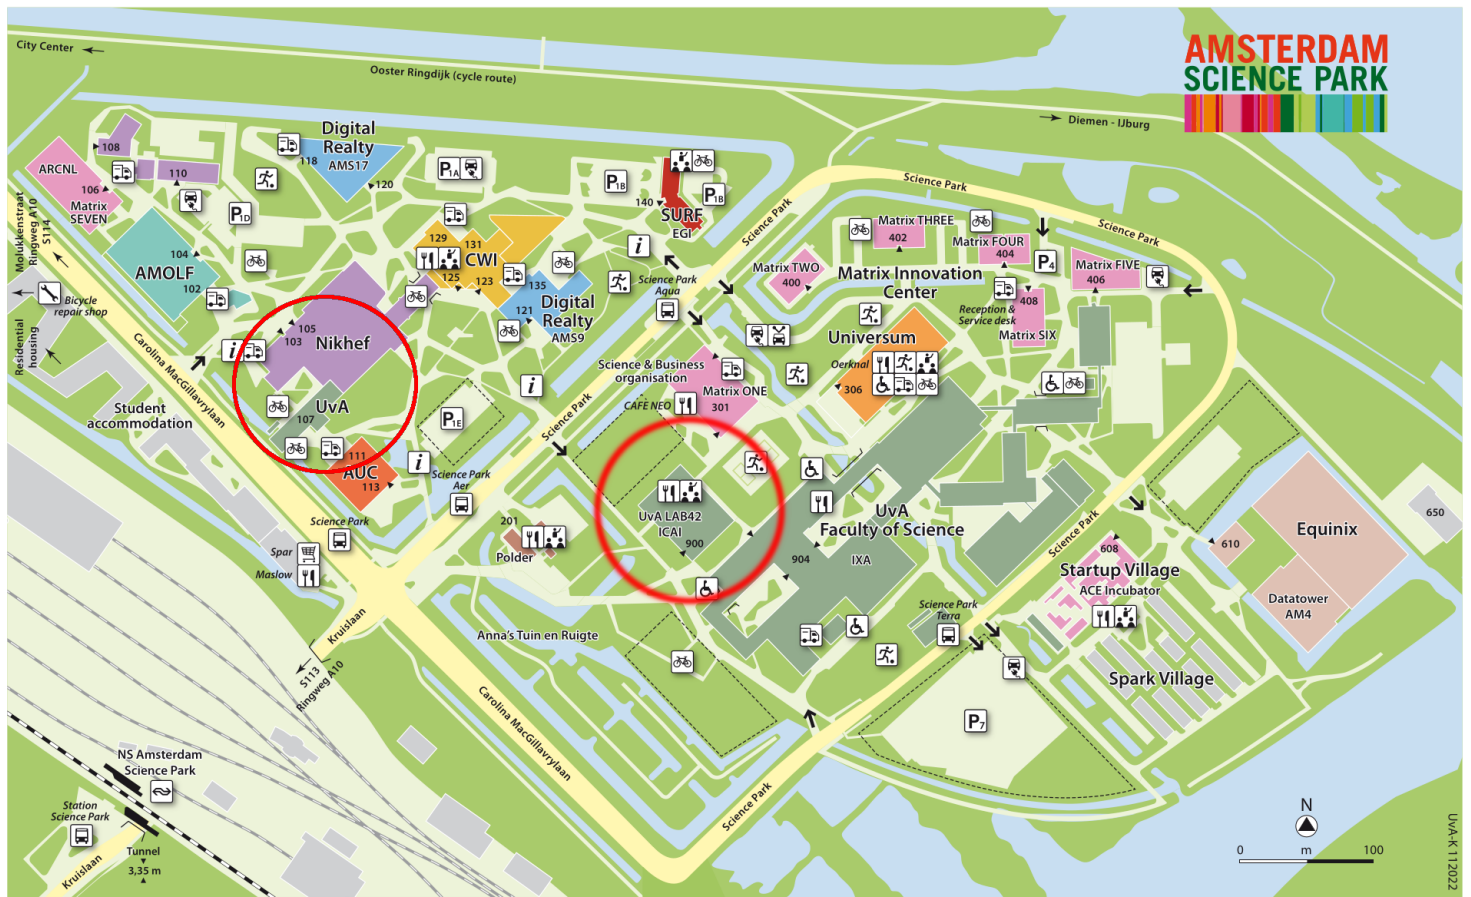 City Center
Ooster Ringdijk (cycle route)
AMSTERDAM
SCIENCE PARK
Diemen - IJburg
Digital
Realty
AMS17
118
120
108
110
ARCNL
106
Matrix
SEVEN
P1D
P1A
P1B
P1B
140
SURF
EGI
Science Park
Science Park
Science Park
Molukkenstraat
Ringweg A10
S114
104
AMOLF
102
129
131
CWI
125
123
135
121
Digital
Realty
AMS9
i
Science Park
Aqua
Matrix THREE
402
Matrix FOUR
404
P4
Matrix TWO
400
Matrix Innovation
Center
Matrix FIVE
406
Reception &
Service desk
408
Matrix SIX
Bicycle
repair shop
Residential
housing
Carolina MacGillavrylaan
105
103
Nikhef
i
UvA
107
Student
accommodation
P1E
i
i
111
AUC
113
Science & Business
organisation
Matrix ONE
301
CAFE NEO
Universum
Oerknal
306
Science Park
Science Park
Aer
Science Park
Spar
Maslow
201
Polder
UvA LAB42
ICAI
900
UvA
Faculty of Science
904
IXA
Science Park
608
Startup Village
ACE Incubator
610
Equinix
650
Datatower
AM4
Science Park
Terra
Spark Village
P7
Anna's Tuin en Ruigte
Kruislaan
S113
Ringweg A10
Carolina MacGillavrylaan
Science Park
NS Amsterdam
Science Park
Station
Science Park
Tunnel
3,35 m
Kruislaan
N
0 m 100
UvA-K 112022